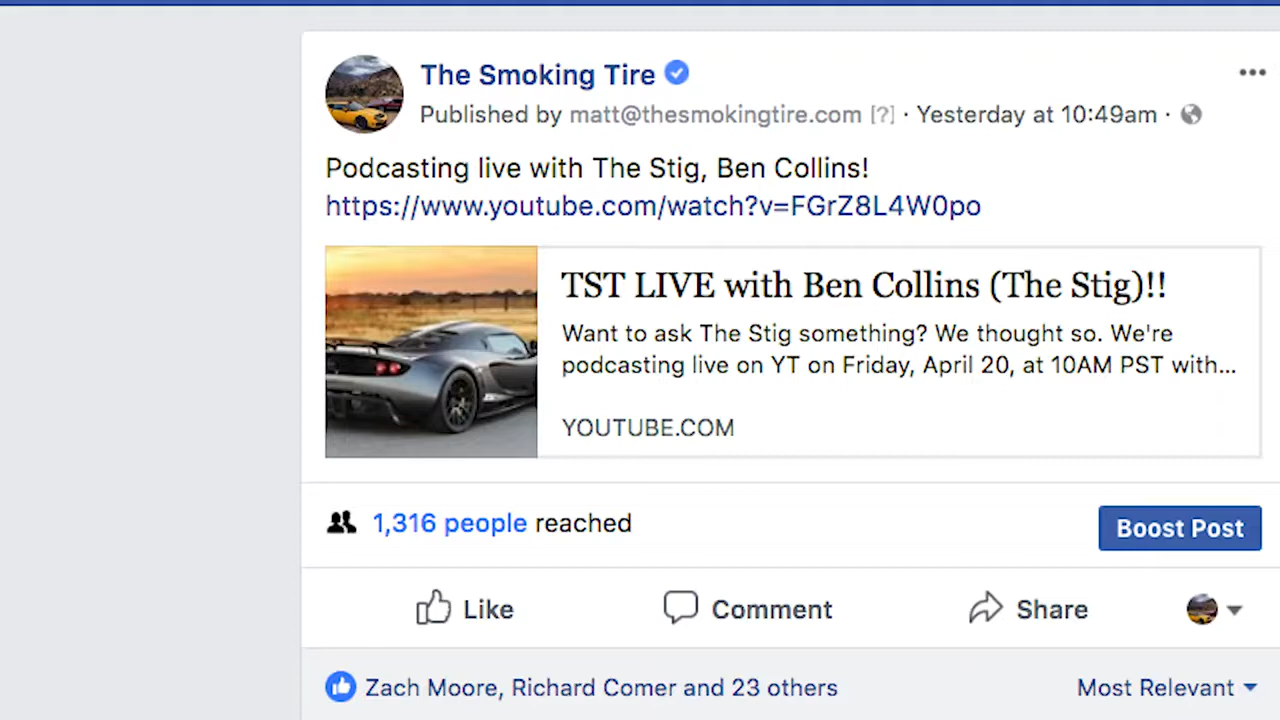 The Smoking Tire
Published by matt@thesmokingtire.com [?] · Yesterday at 10:49am ·
Podcasting live with The Stig, Ben Collins!
https://www.youtube.com/watch?v=FGrZ8L4W0po
TST LIVE with Ben Collins (The Stig)!!
Want to ask The Stig something? We thought so. We're
podcasting live on YT on Friday, April 20, at 10AM PST with...
YOUTUBE.COM
1,316 people reached
Boost Post
Like
Comment
Share
Zach Moore, Richard Comer and 23 others
Most Relevant